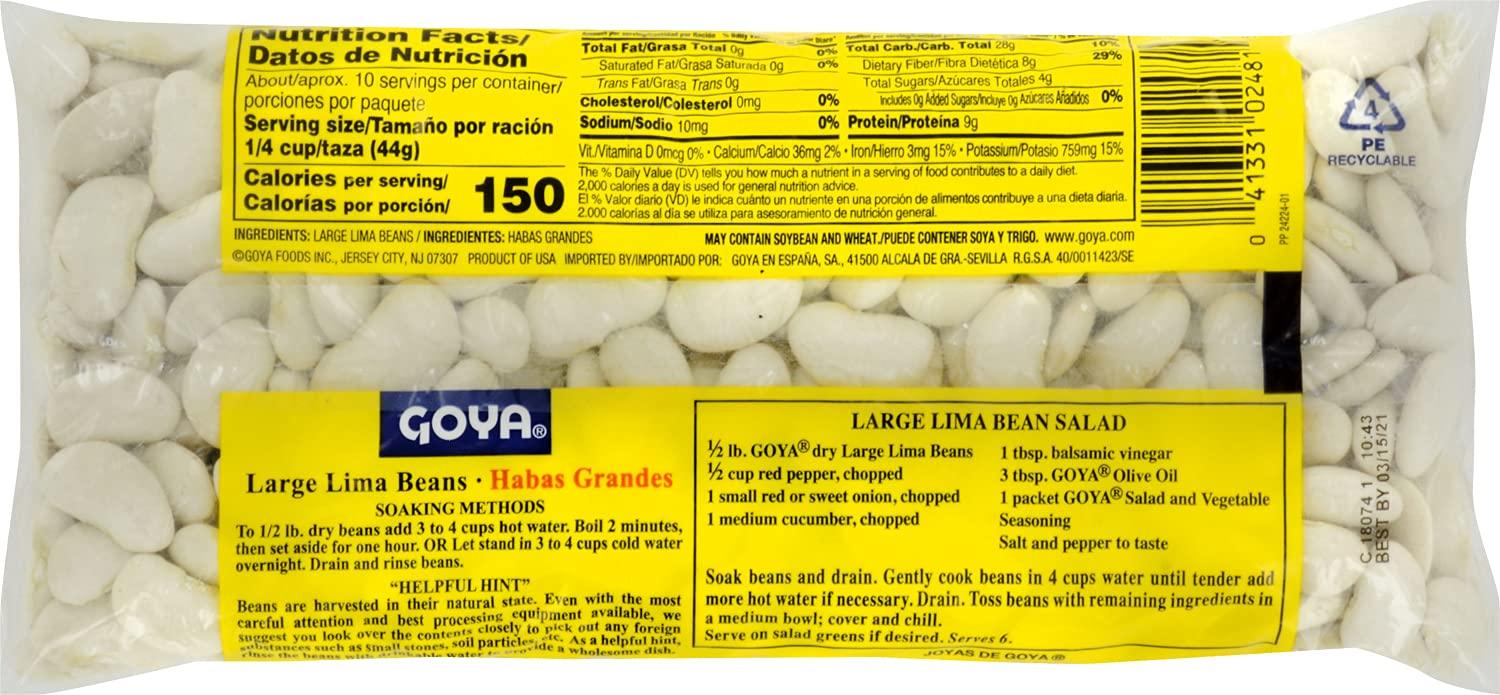 Nutrition Facts/
Datos de Nutrición
About/aprox. 10 servings per container/
porciones por paquete
Serving size/Tamaño por ración
1/4 cup/taza (44g)
Calories per serving/
Calorías por porción/ 150
Total Fat/Grasa Total 0g 0%
Saturated Fat/Grasa Saturada 0g 0%
Trans Fat/Grasa Trans 0g
Cholesterol/Colesterol 0mg 0%
Sodium/Sodio 10mg 0%
Total Carb./Carb. Total 28g 10%
Dietary Fiber/Fibra Dietética 8g 29%
Total Sugars/Azúcares Totales 4g
Includes 0g Added Sugars/Incluye 0g Azúcares Añadidos 0%
Protein/Proteína 9g
Vit./Vitamina D 0mcg 0% • Calcium/Calcio 36mg 2% • Iron/Hierro 3mg 15% • Potassium/Potasio 759mg 15%
The % Daily Value (DV) tells you how much a nutrient in a serving of food contributes to a daily diet.
2,000 calories a day is used for general nutrition advice.
El % Valor diario (VD) le indica cuánto un nutriente en una porción de alimentos contribuye a una dieta diaria.
2.000 calorías al día se utiliza para asesoramiento de nutrición general.
INGREDIENTS: LARGE LIMA BEANS / INGREDIENTES: HABAS GRANDES
MAY CONTAIN SOYBEAN AND WHEAT./PUEDE CONTENER SOYA Y TRIGO. www.goya.com
©GOYA FOODS INC., JERSEY CITY, NJ 07307 PRODUCT OF USA IMPORTED BY/IMPORTADO POR: GOYA EN ESPAÑA, SA., 41500 ALCALA DE GRA.-SEVILLA R.G.S.A. 40/0011423/SE
0 41331 02481
PP 24224-01
4
PE
RECYCLABLE
GOYA®
Large Lima Beans · Habas Grandes
SOAKING METHODS
To 1/2 lb. dry beans add 3 to 4 cups hot water. Boil 2 minutes,
then set aside for one hour. OR Let stand in 3 to 4 cups cold water
overnight. Drain and rinse beans.
"HELPFUL HINT"
Beans are harvested in their natural state. Even with the most
careful attention and best processing equipment available, we
suggest you look over the contents closely to pick out any foreign
substances such as small stones, soil particles, etc. As a helpful hint,
rinse the beans with drinkable water to provide a wholesome dish.
LARGE LIMA BEAN SALAD
½ lb. GOYA® dry Large Lima Beans
½ cup red pepper, chopped
1 small red or sweet onion, chopped
1 medium cucumber, chopped
1 tbsp. balsamic vinegar
3 tbsp. GOYA® Olive Oil
1 packet GOYA® Salad and Vegetable
Seasoning
Salt and pepper to taste
Soak beans and drain. Gently cook beans in 4 cups water until tender add
more hot water if necessary. Drain. Toss beans with remaining ingredients in
a medium bowl; cover and chill.
Serve on salad greens if desired. Serves 6.
JOYAS DE GOYA®
C 18074 1 10:43
BEST BY 03/15/21